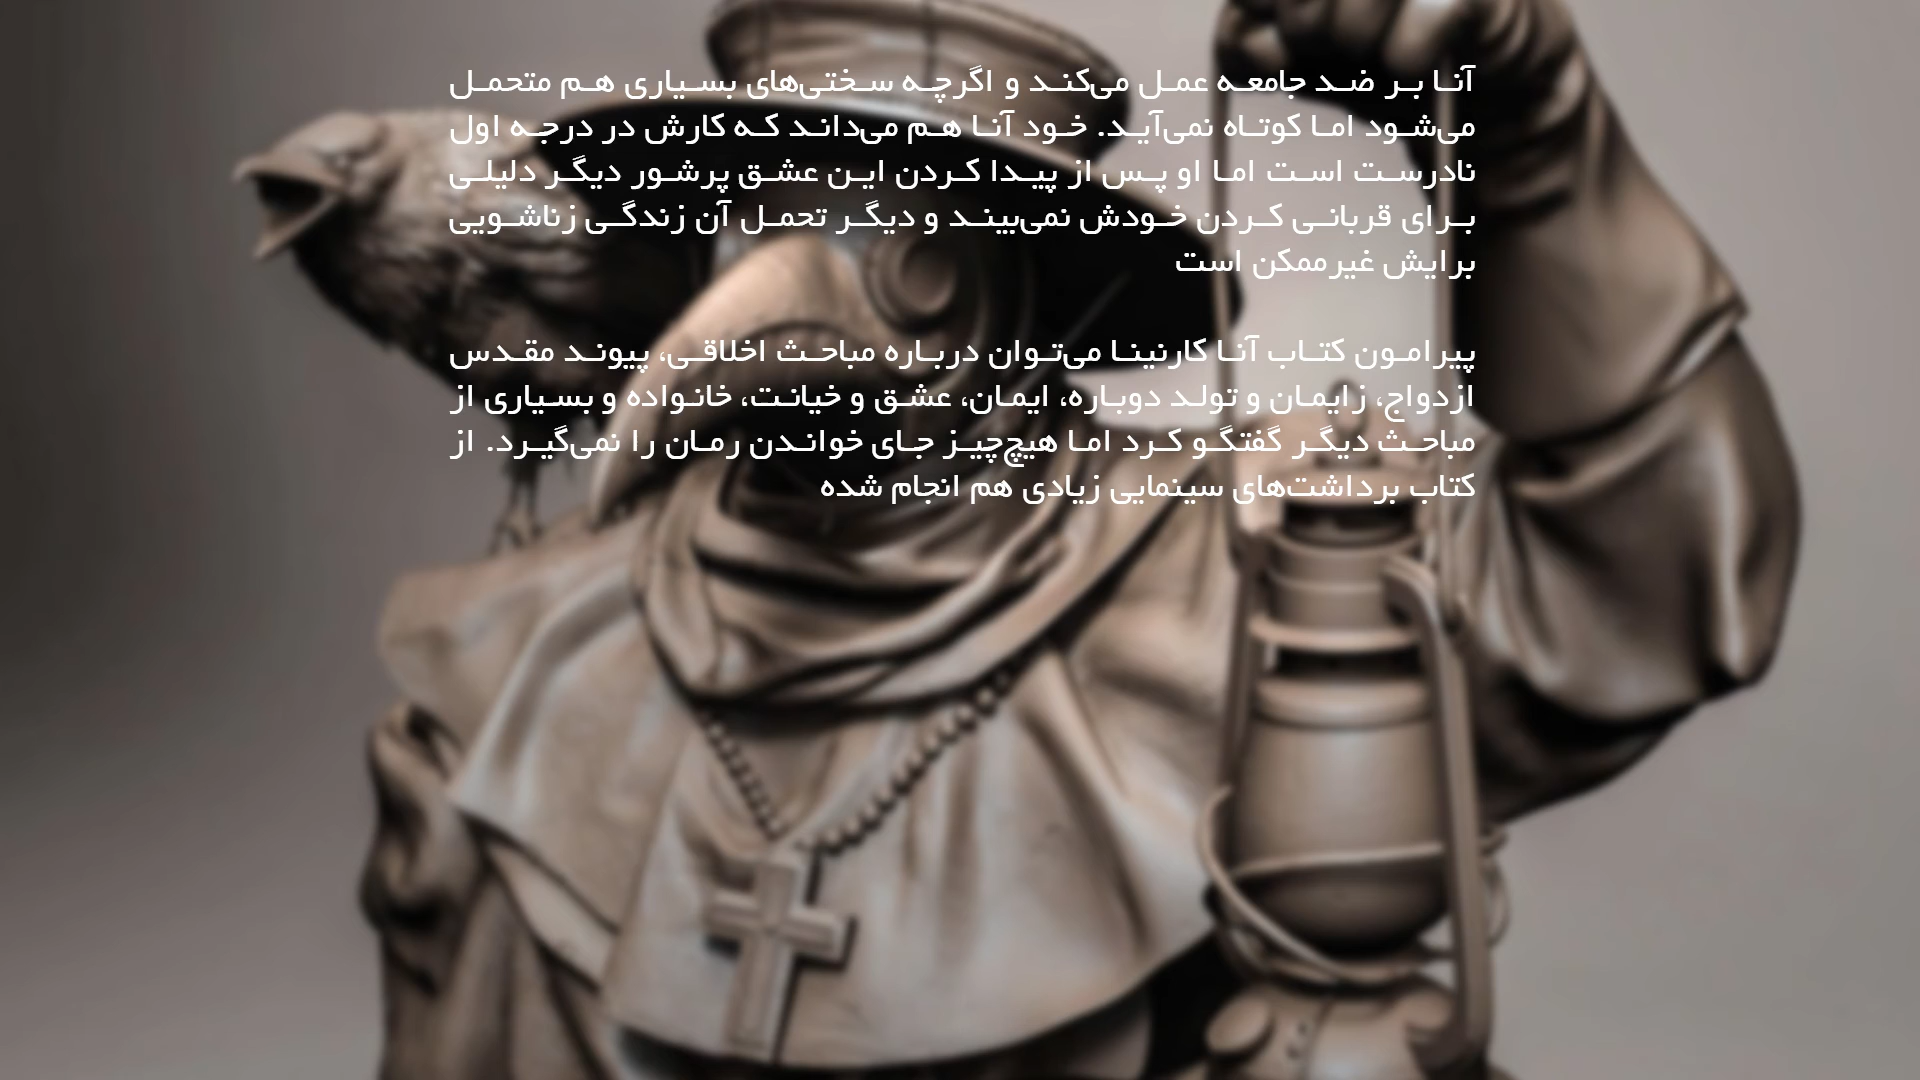 آنا بر ضد جامعه عمل می‌کند و اگرچه سختی‌های بسیاری هم متحمل
می‌شود اما کوتاه نمی‌آید. خود آنا هم می‌داند که کارش در درجه اول
نادرست است اما او پس از پیدا کردن این عشق پرشور دیگر دلیلی
برای قربانی کردن خودش نمی‌بیند و دیگر تحمل آن زندگی زناشویی
برایش غیرممکن است
پیرامون کتاب آنا کارنینا می‌توان درباره مباحث اخلاقی، پیوند مقدس
ازدواج، زایمان و تولد دوباره، ایمان، عشق و خیانت، خانواده و بسیاری از
مباحث دیگر گفتگو کرد اما هیچ‌چیز جای خواندن رمان را نمی‌گیرد. از
کتاب برداشت‌های سینمایی زیادی هم انجام شده